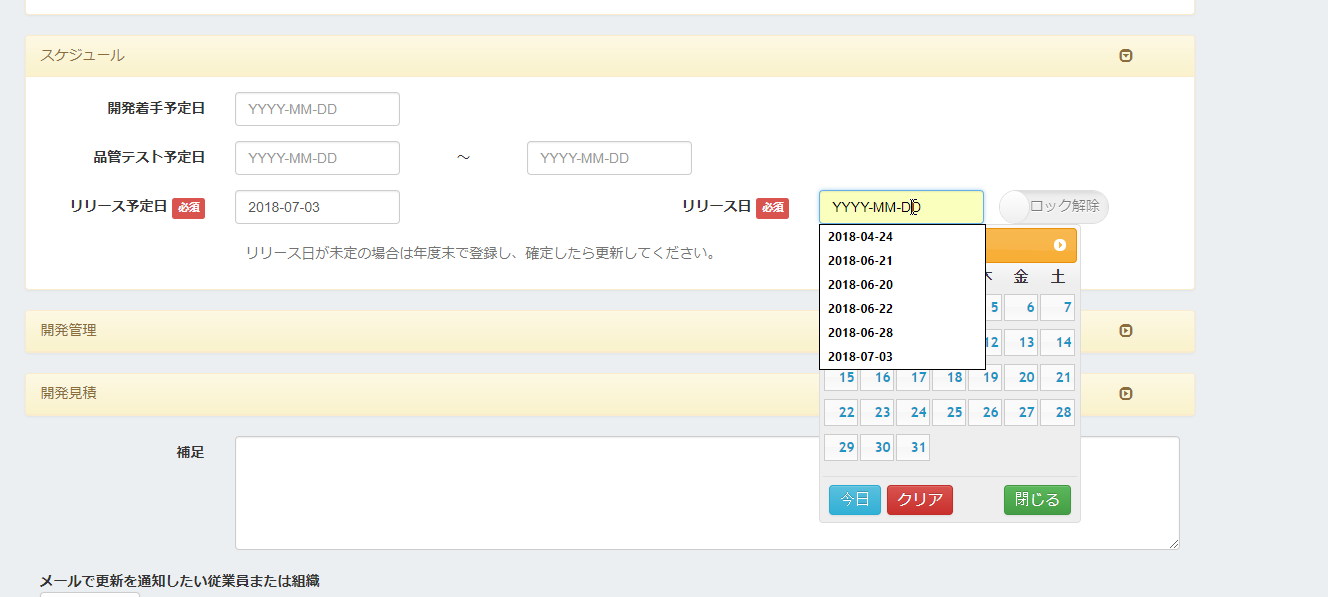 スケジュール
開発着手予定日 YYYY-MM-DD
品管テスト予定日 YYYY-MM-DD ～ YYYY-MM-DD
リリース予定日 必須 2018-07-03 リリース日 必須 YYYY-MM-DD ロック解除
リリース日が未定の場合は年度末で登録し、確定したら更新してください。
2018-04-24
2018-06-21
2018-06-20
2018-06-22
2018-06-28
2018-07-03
金 土
5 6 7
12 13 14
15 16 17 18 19 20 21
22 23 24 25 26 27 28
29 30 31
今日 クリア 閉じる
開発管理
開発見積
補足
メールで更新を通知したい従業員または組織